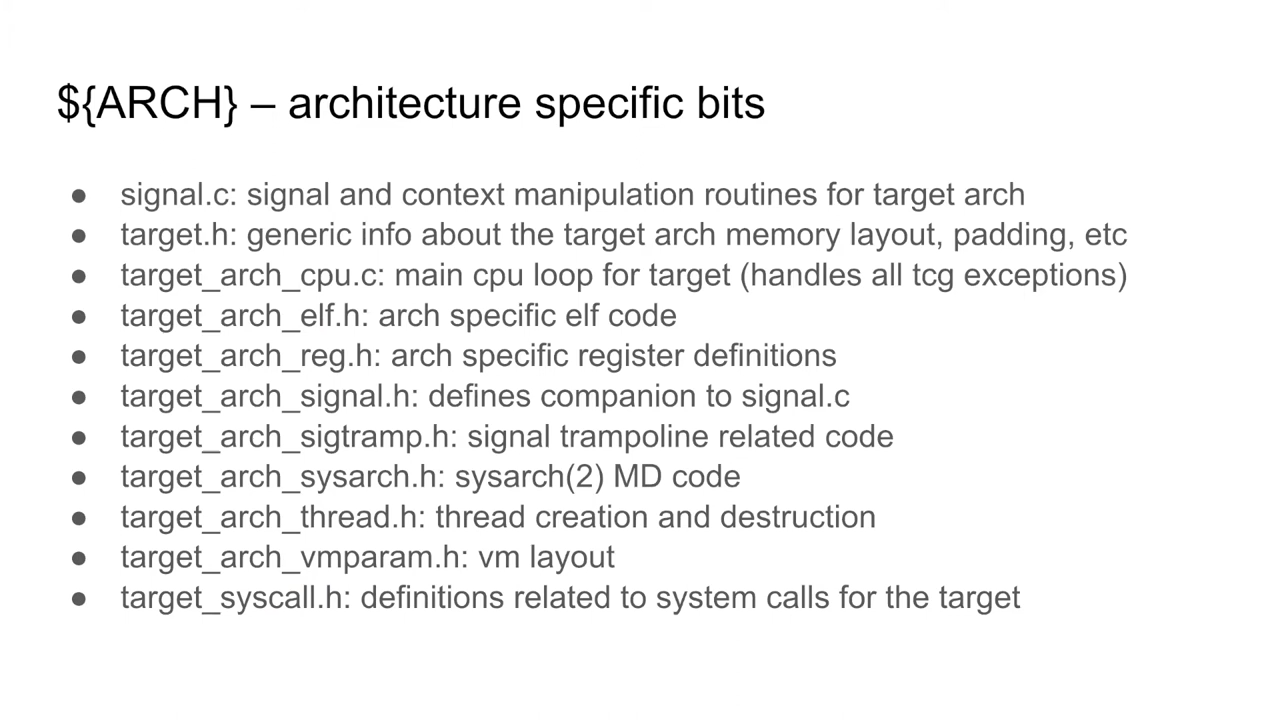 ${ARCH} – architecture specific bits
● signal.c: signal and context manipulation routines for target arch
● target.h: generic info about the target arch memory layout, padding, etc
● target_arch_cpu.c: main cpu loop for target (handles all tcg exceptions)
● target_arch_elf.h: arch specific elf code
● target_arch_reg.h: arch specific register definitions
● target_arch_signal.h: defines companion to signal.c
● target_arch_sigtramp.h: signal trampoline related code
● target_arch_sysarch.h: sysarch(2) MD code
● target_arch_thread.h: thread creation and destruction
● target_arch_vmparam.h: vm layout
● target_syscall.h: definitions related to system calls for the target